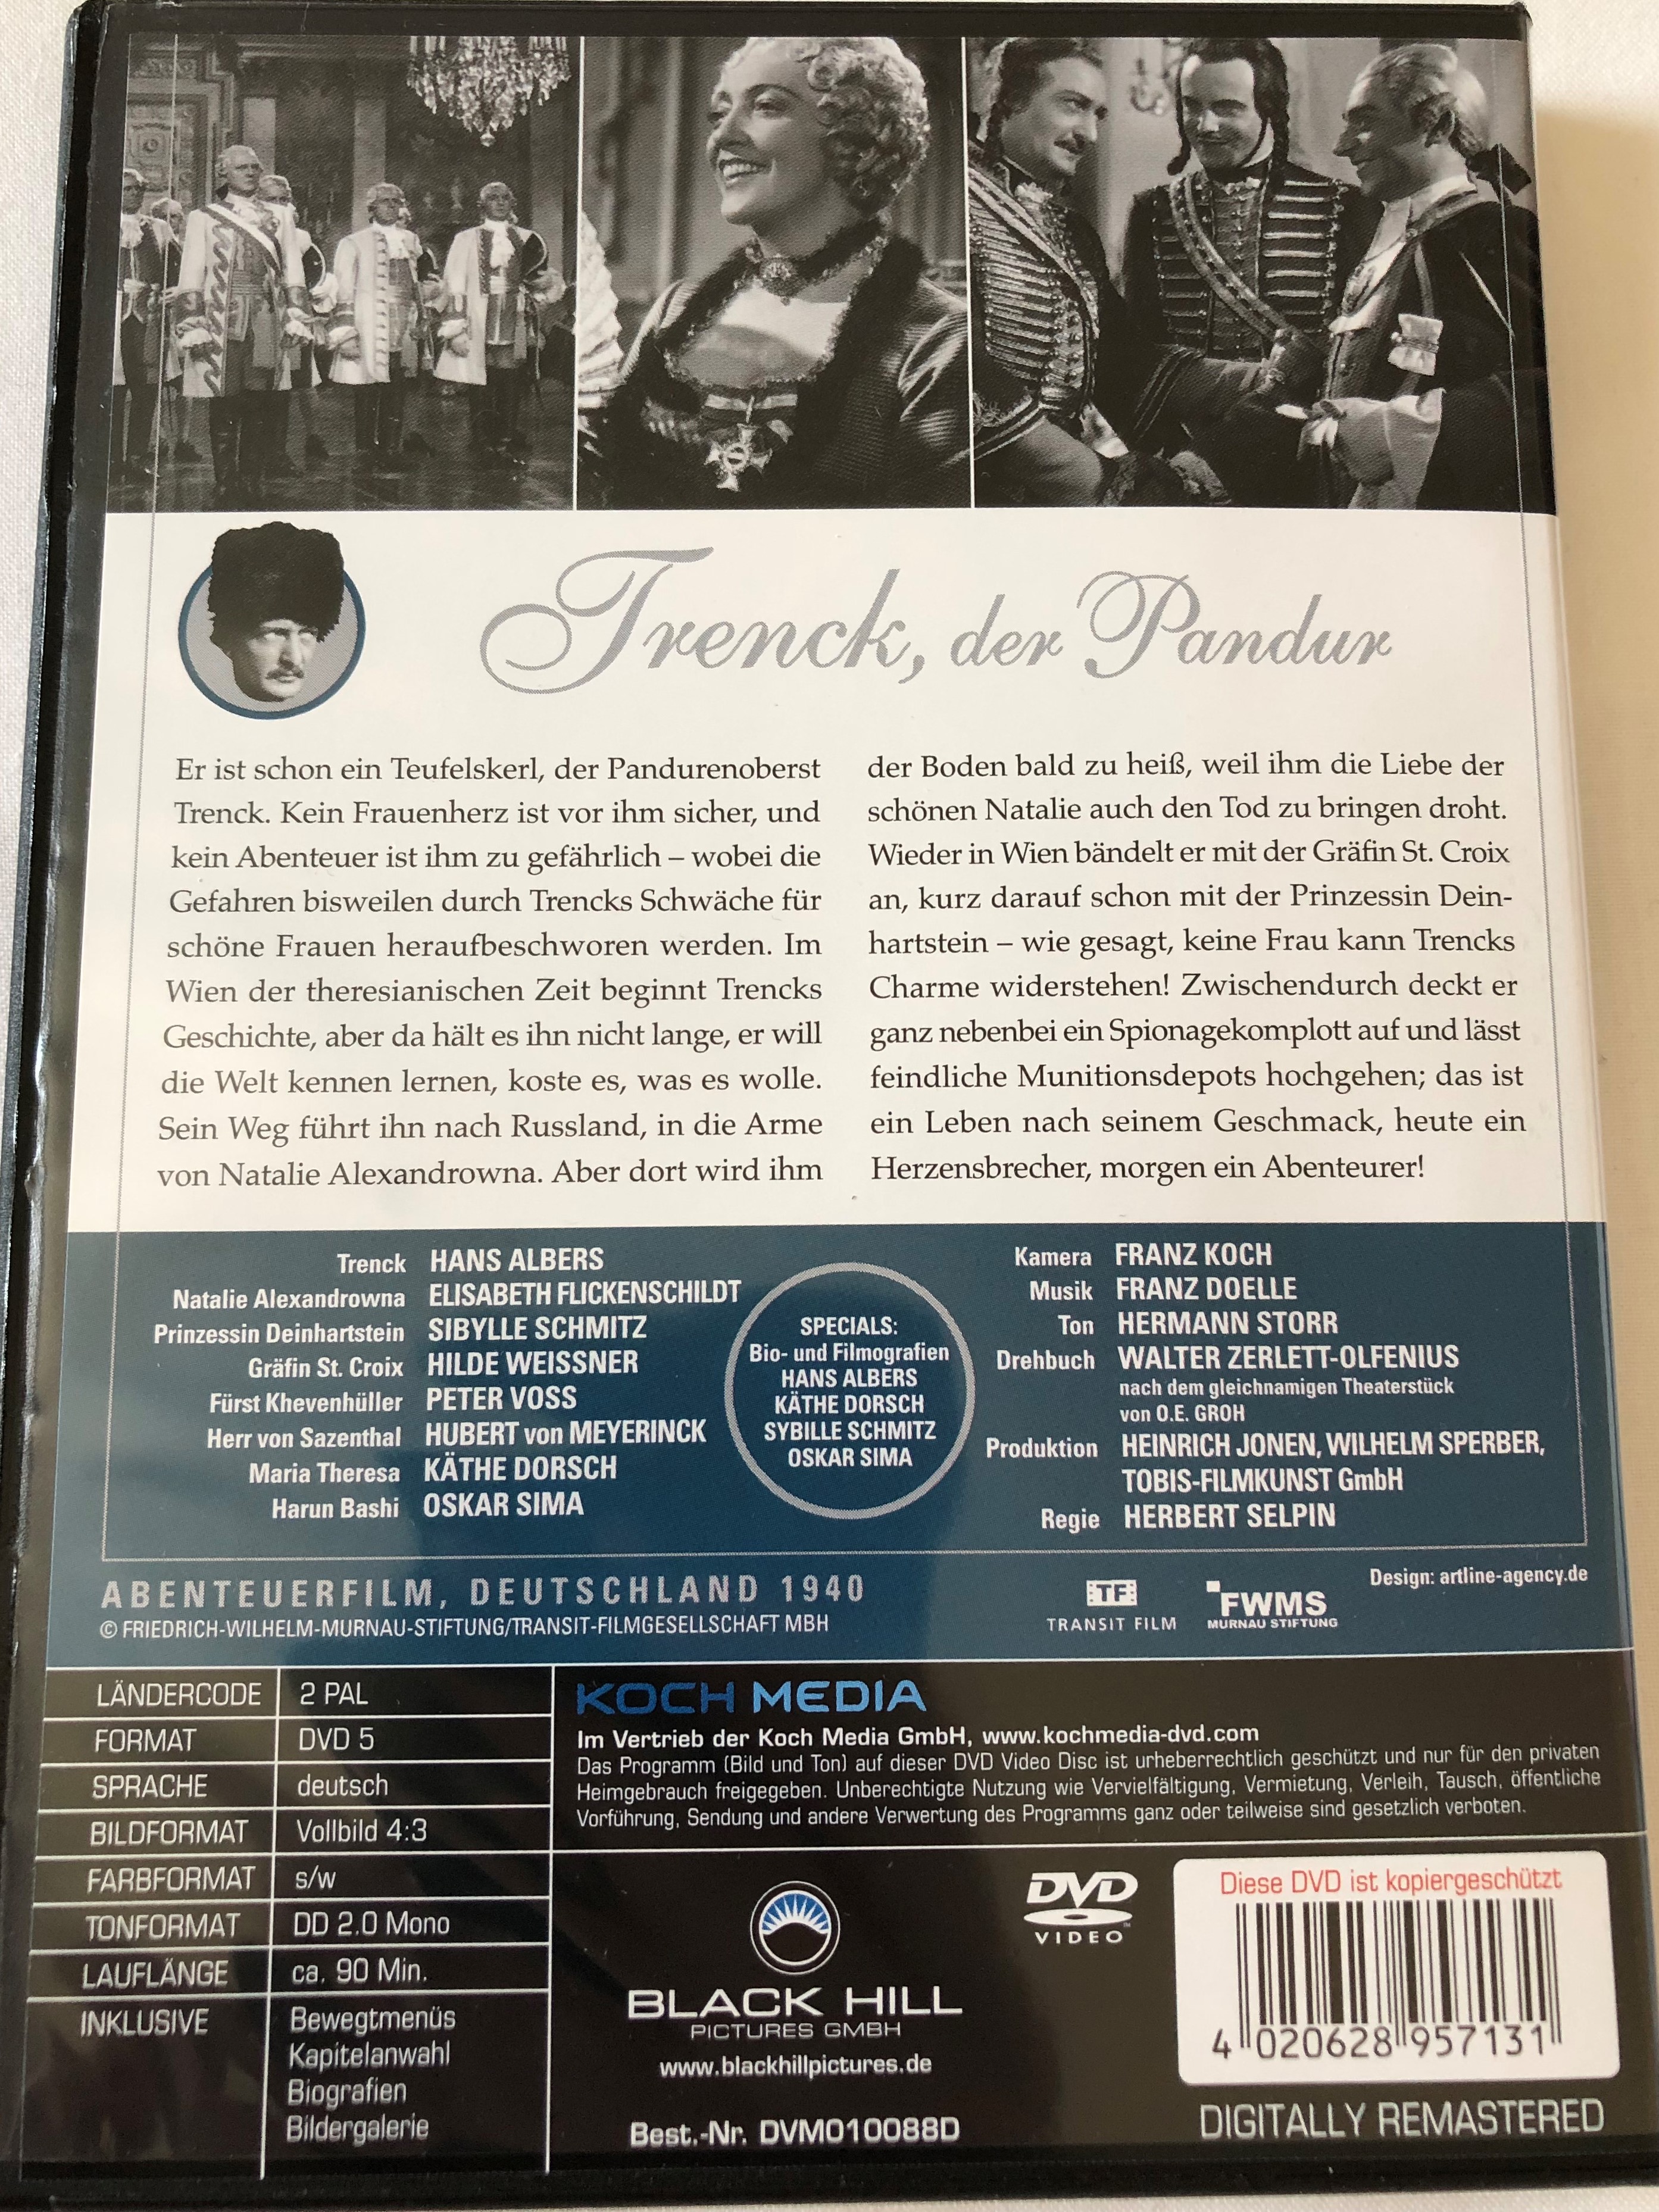 Trenck, der Pandur
Er ist schon ein Teufelskerl, der Pandurenoberst
Trenck. Kein Frauenherz ist vor ihm sicher, und
kein Abenteuer ist ihm zu gefährlich – wobei die
Gefahren bisweilen durch Trencks Schwäche für
schöne Frauen heraufbeschworen werden. Im
Wien der theresianischen Zeit beginnt Trencks
Geschichte, aber da hält es ihn nicht lange, er will
die Welt kennen lernen, koste es, was es wolle.
Sein Weg führt ihn nach Russland, in die Arme
von Natalie Alexandrowna. Aber dort wird ihm
der Boden bald zu heiß, weil ihm die Liebe der
schönen Natalie auch den Tod zu bringen droht.
Wieder in Wien bändelt er mit der Gräfin St. Croix
an, kurz darauf schon mit der Prinzessin Dein-
hartstein – wie gesagt, keine Frau kann Trencks
Charme widerstehen! Zwischendurch deckt er
ganz nebenbei ein Spionagekomplott auf und lässt
feindliche Munitionsdepots hochgehen; das ist
ein Leben nach seinem Geschmack, heute ein
Herzensbrecher, morgen ein Abenteurer!
Trenck HANS ALBERS
Natalie Alexandrowna ELISABETH FLICKENSCHILDT
Prinzessin Deinhartstein SIBYLLE SCHMITZ
Gräfin St. Croix HILDE WEISSNER
Fürst Khevenhüller PETER VOSS
Herr von Sazenthal HUBERT von MEYERINCK
Maria Theresa KÄTHE DORSCH
Harun Bashi OSKAR SIMA
SPECIALS:
Bio- und Filmografien
HANS ALBERS
KÄTHE DORSCH
SYBILLE SCHMITZ
OSKAR SIMA
Kamera FRANZ KOCH
Musik FRANZ DOELLE
Ton HERMANN STORR
Drehbuch WALTER ZERLETT-OLFENIUS
nach dem gleichnamigen Theaterstück
von O.E. GROH
Produktion HEINRICH JONEN, WILHELM SPERBER,
TOBIS-FILMKUNST GmbH
Regie HERBERT SELPIN
ABENTEUERFILM, DEUTSCHLAND 1940
© FRIEDRICH-WILHELM-MURNAU-STIFTUNG/TRANSIT-FILMGESELLSCHAFT MBH
TF
TRANSIT FILM
FWMS
MURNAU STIFTUNG
Design: artline-agency.de
LÄNDERCODE 2 PAL
FORMAT DVD 5
SPRACHE deutsch
BILDFORMAT Vollbild 4:3
FARBFORMAT s/w
TONFORMAT DD 2.0 Mono
LAUFLÄNGE ca. 90 Min.
INKLUSIVE Bewegtmenüs
Kapitelanwahl
Biografien
Bildergalerie
KOCH MEDIA
Im Vertrieb der Koch Media GmbH, www.kochmedia-dvd.com
Das Programm (Bild und Ton) auf dieser DVD Video Disc ist urheberrechtlich geschützt und nur für den privaten
Heimgebrauch freigegeben. Unberechtigte Nutzung wie Vervielfältigung, Vermietung, Verleih, Tausch, öffentliche
Vorführung, Sendung und andere Verwertung des Programms ganz oder teilweise sind gesetzlich verboten.
BLACK HILL
PICTURES GMBH
www.blackhillpictures.de
Best.-Nr. DVM010088D
DVD
VIDEO
Diese DVD ist kopiergeschützt
4 020628 957131
DIGITALLY REMASTERED